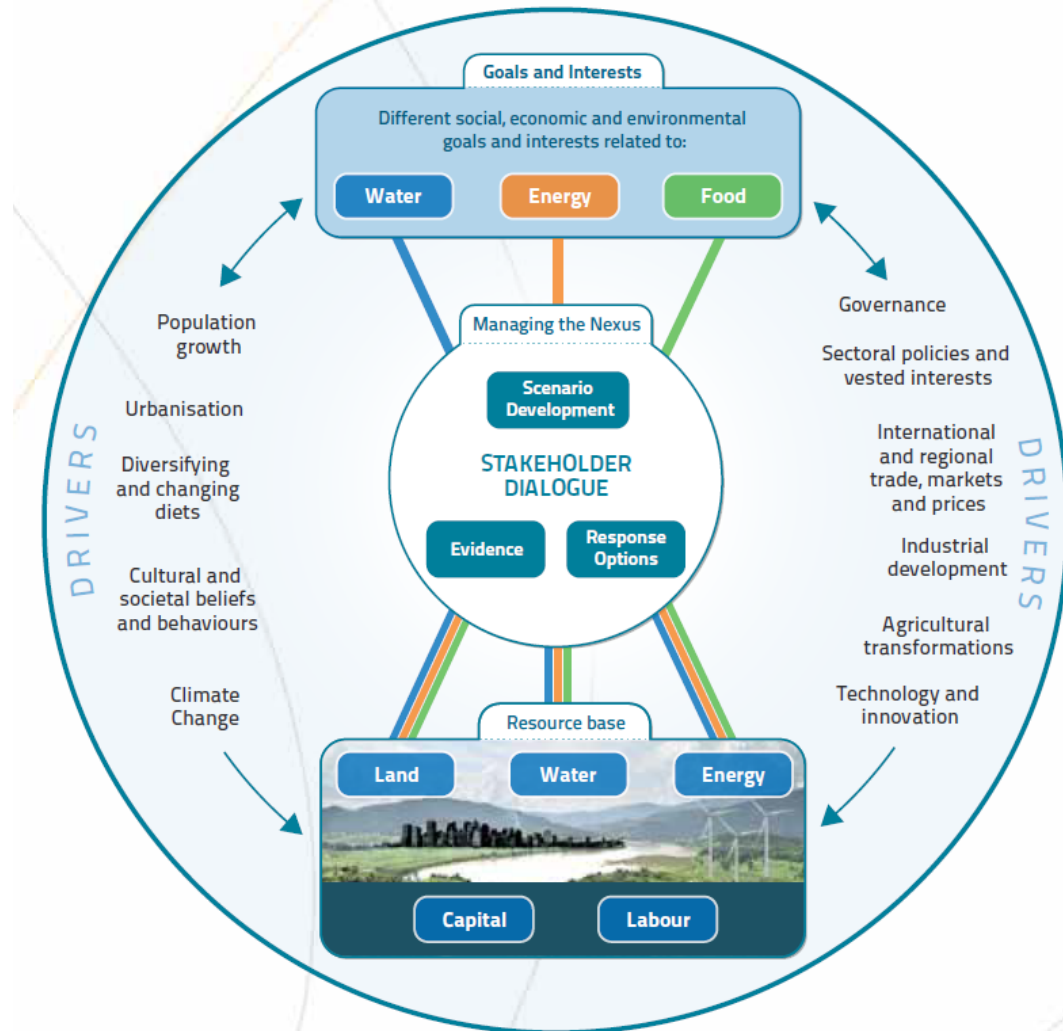 Goals and Interests
Different social, economic and environmental
goals and interests related to:
Water
Energy
Food
DRIVERS
Population
growth
Urbanisation
Diversifying
and changing
diets
Cultural and
societal beliefs
and behaviours
Climate
Change
Managing the Nexus
Scenario
Development
STAKEHOLDER
DIALOGUE
Evidence
Response
Options
Governance
Sectoral policies and
vested interests
International
and regional
trade, markets
and prices
Industrial
development
Agricultural
transformations
Technology and
innovation
DRIVERS
Resource base
Land
Water
Energy
Capital
Labour